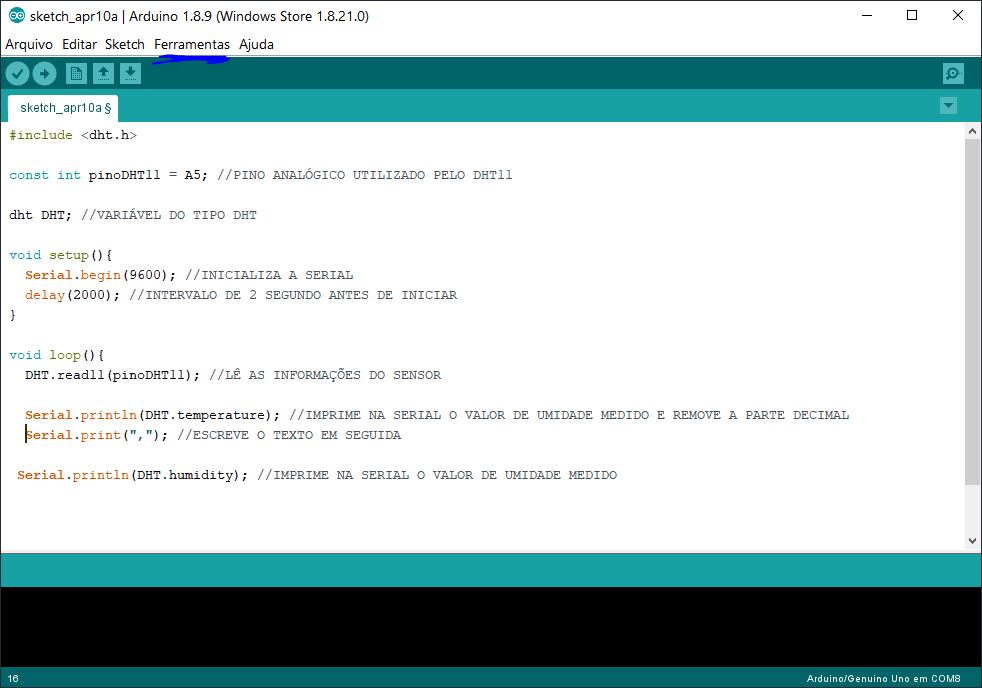 sketch_apr10a | Arduino 1.8.9 (Windows Store 1.8.21.0)
Arquivo Editar Sketch Ferramentas Ajuda
sketch_apr10a §
#include <dht.h>
const int pinoDHT11 = A5; //PINO ANALÓGICO UTILIZADO PELO DHT11
dht DHT; //VARIÁVEL DO TIPO DHT
void setup(){
Serial.begin(9600); //INICIALIZA A SERIAL
delay(2000); //INTERVALO DE 2 SEGUNDO ANTES DE INICIAR
}
void loop(){
DHT.read11(pinoDHT11); //LÊ AS INFORMAÇÕES DO SENSOR
Serial.println(DHT.temperature); //IMPRIME NA SERIAL O VALOR DE UMIDADE MEDIDO E REMOVE A PARTE DECIMAL
Serial.print(","); //ESCREVE O TEXTO EM SEGUIDA
Serial.println(DHT.humidity); //IMPRIME NA SERIAL O VALOR DE UMIDADE MEDIDO
16
Arduino/Genuino Uno em COM8